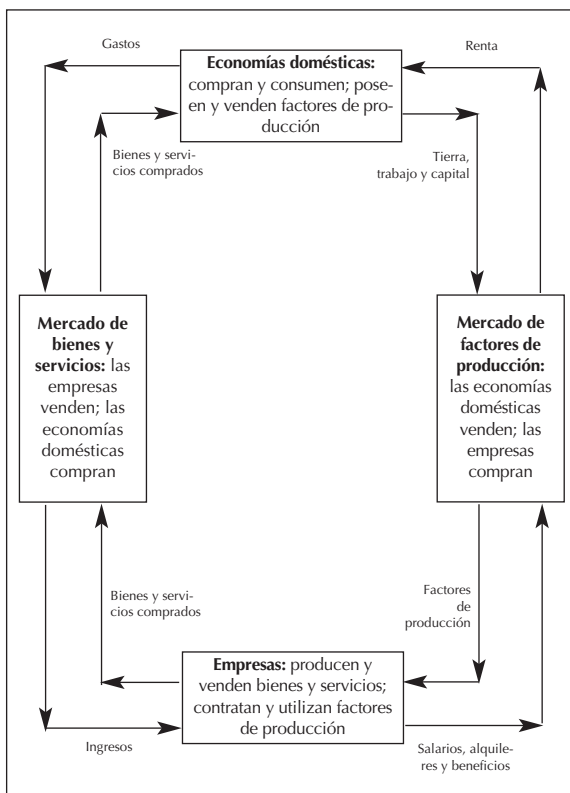 Gastos
Economías domésticas:
compran y consumen; pose-
en y venden factores de pro-
ducción
Renta
Bienes y servi-
cios comprados
Tierra,
trabajo y capital
Mercado de
bienes y
servicios: las
empresas
venden; las
economías
domésticas
compran
Mercado de
factores de
producción:
las economías
domésticas
venden; las
empresas
compran
Bienes y servi-
cios comprados
Factores
de
producción
Empresas: producen y
venden bienes y servicios;
contratan y utilizan factores
de producción
Ingresos
Salarios, alquile-
res y beneficios